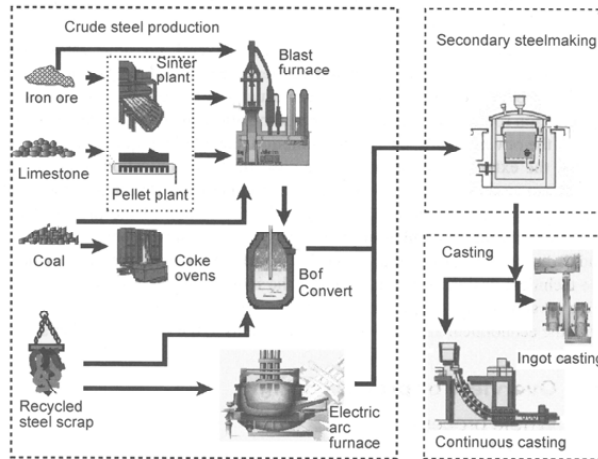 Crude steel production
Secondary steelmaking
Blast
furnace
Sinter
plant
Iron ore
Limestone
Pellet plant
Coal
Coke
ovens
Bof
Convert
Casting
Ingot casting
Recycled
steel scrap
Electric
arc
furnace
Continuous casting